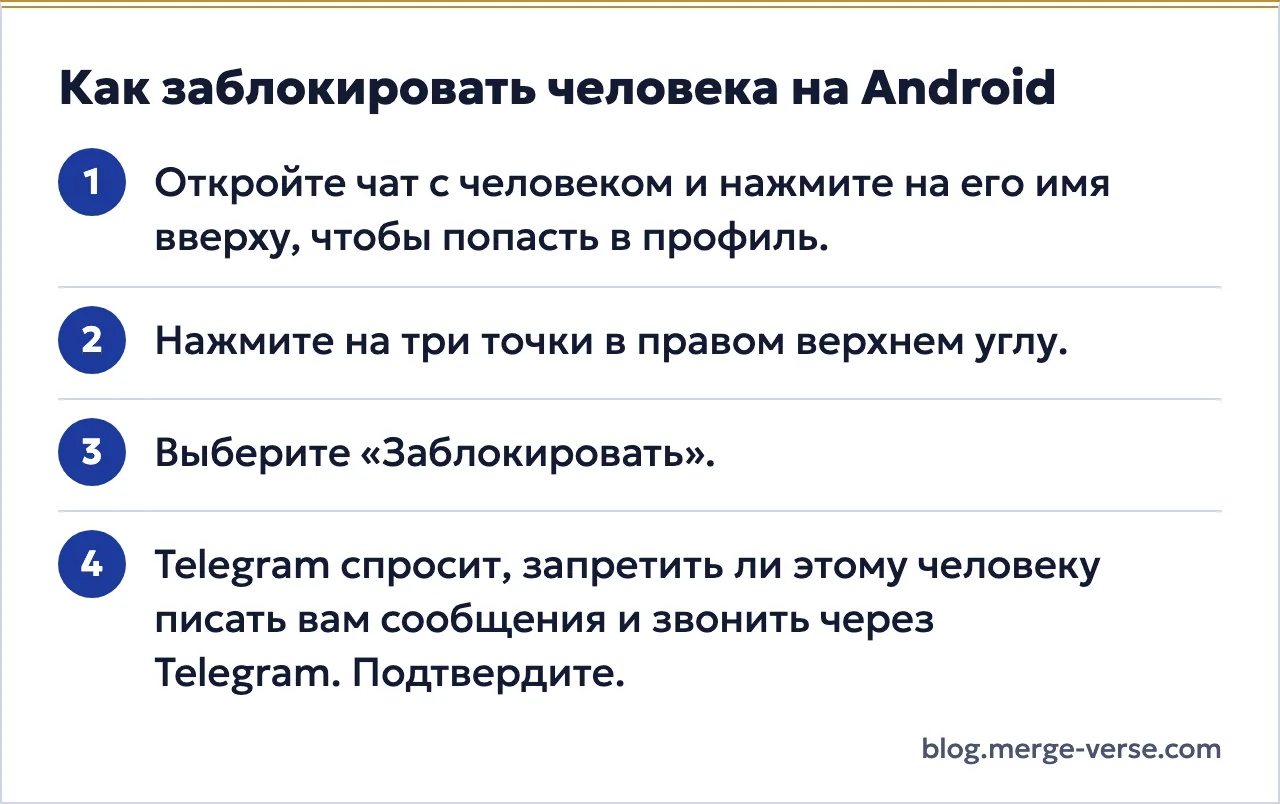 Как заблокировать человека на Android
1
Откройте чат с человеком и нажмите на его имя
вверху, чтобы попасть в профиль.
2
Нажмите на три точки в правом верхнем углу.
3
Выберите «Заблокировать».
4
Telegram спросит, запретить ли этому человеку
писать вам сообщения и звонить через
Telegram. Подтвердите.
blog.merge-verse.com